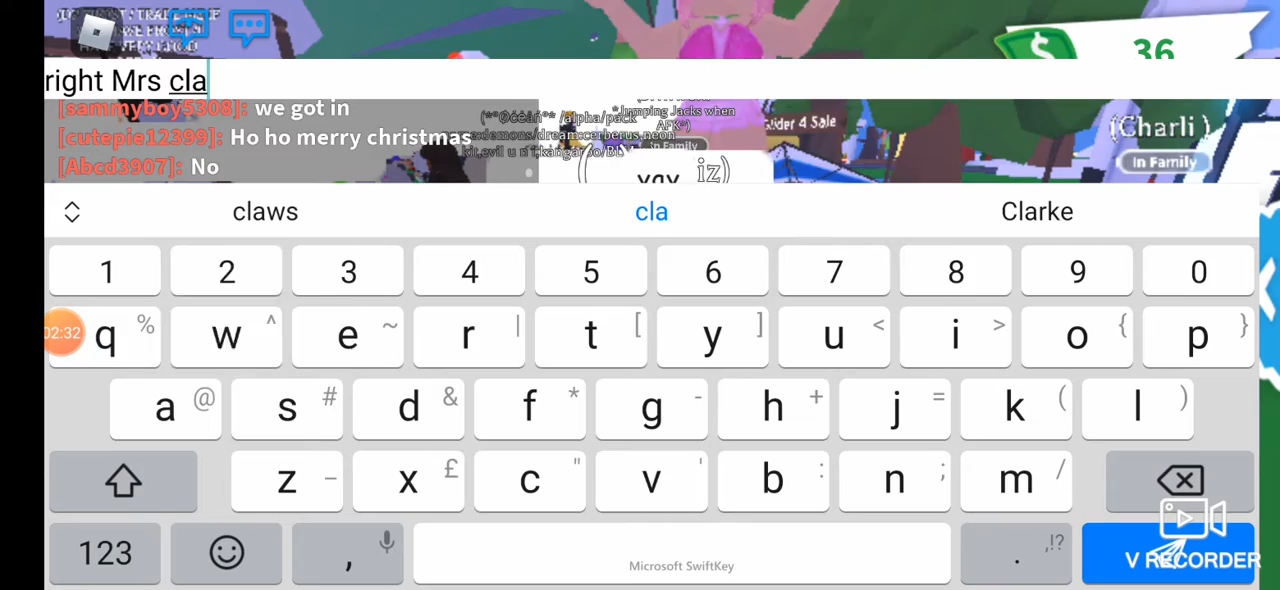 36
right Mrs cla
[sammyboy5308]: we got in
[cutepie12399]: Ho ho merry christmas
[Abcd3907]: No
*Jumping Jacks when
AFK*)
In Family
Glider 4 Sale
(Charli )
In Family
claws cla Clarke
1 2 3 4 5 6 7 8 9 0
02:32
q % w ^ e ~ r | t [ y ] u < i > o { p }
a @ s # d & f * g - h + j = k ( l )
z _ x £ c " v ' b : n ; m /
123 , . ,!?
Microsoft SwiftKey
V RECORDER